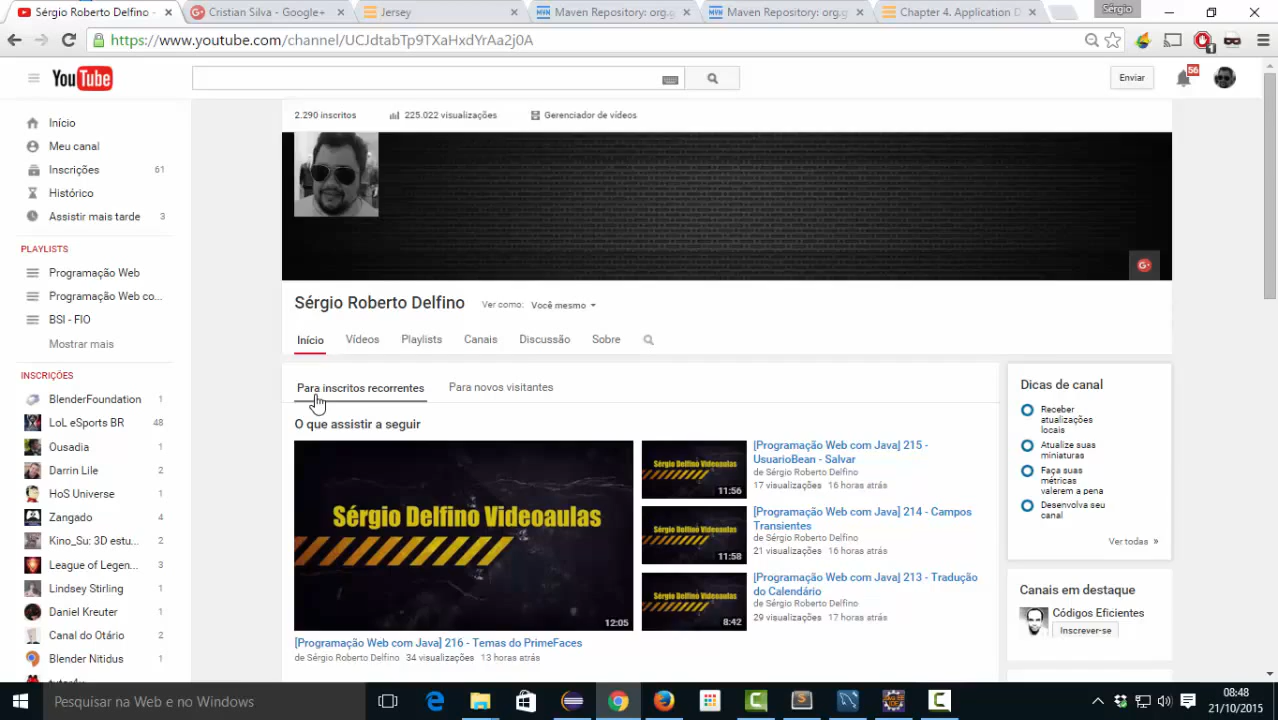 Sérgio Roberto Delfino -
Cristian Silva - Google+
Jersey
Maven Repository: org.g
Maven Repository: org.g
Chapter 4. Application D
Sérgio
https://www.youtube.com/channel/UCJdtabTp9TXaHxdYrAa2j0A
1
YouTube
Enviar
56
Início
Meu canal
Inscrições 61
Histórico
Assistir mais tarde 3
PLAYLISTS
Programação Web
Programação Web co...
BSI - FIO
Mostrar mais
INSCRIÇÕES
BlenderFoundation 1
LoL eSports BR 48
Ousadia 1
Darrin Lile 2
HoS Universe 1
Zangado 4
Kino_Su: 3D estu... 2
League of Legen... 3
Lindsey Stirling 1
Daniel Kreuter 1
Canal do Otário 2
Blender Nitidus 1
2.290 inscritos
225.022 visualizações
Gerenciador de vídeos
Sérgio Roberto Delfino
Ver como: Você mesmo
Início
Vídeos
Playlists
Canais
Discussão
Sobre
Para inscritos recorrentes
Para novos visitantes
O que assistir a seguir
Sérgio Delfino Videoaulas
12:05
[Programação Web com Java] 216 - Temas do PrimeFaces
de Sérgio Roberto Delfino 34 visualizações 13 horas atrás
Sérgio Delfino Videoaulas
11:56
[Programação Web com Java] 215 -
UsuarioBean - Salvar
de Sérgio Roberto Delfino
17 visualizações 16 horas atrás
Sérgio Delfino Videoaulas
11:58
[Programação Web com Java] 214 - Campos
Transientes
de Sérgio Roberto Delfino
21 visualizações 16 horas atrás
Sérgio Delfino Videoaulas
8:42
[Programação Web com Java] 213 - Tradução
do Calendário
de Sérgio Roberto Delfino
29 visualizações 17 horas atrás
Dicas de canal
Receber
atualizações
locais
Atualize suas
miniaturas
Faça suas
métricas
valerem a pena
Desenvolva seu
canal
Ver todas »
Canais em destaque
Códigos Eficientes
Inscrever-se
Pesquisar na Web e no Windows
08:48
21/10/2015